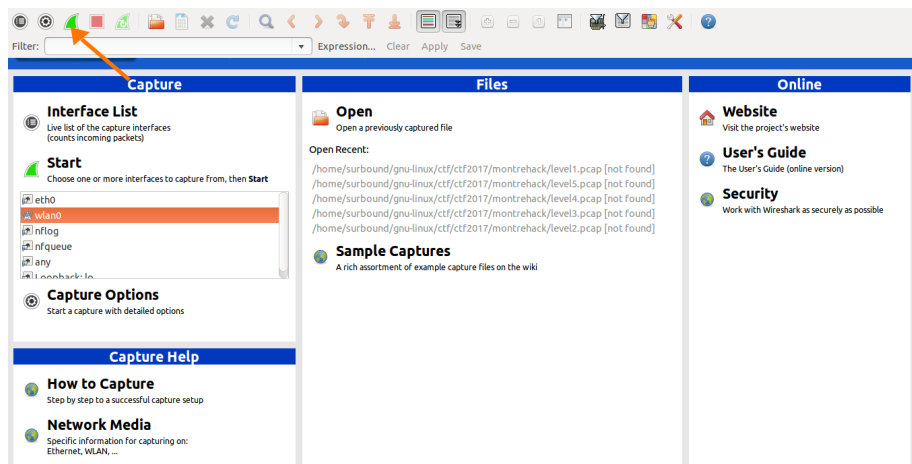 Filter:
Expression... Clear Apply Save
Capture
Interface List
Live list of the capture interfaces
(counts incoming packets)
Start
Choose one or more interfaces to capture from, then Start
eth0
wlan0
nflog
nfqueue
any
Loopback: lo
Capture Options
Start a capture with detailed options
Capture Help
How to Capture
Step by step to a successful capture setup
Network Media
Specific information for capturing on:
Ethernet, WLAN, ...
Files
Open
Open a previously captured file
Open Recent:
/home/surbound/gnu-linux/ctf/ctf2017/montrehack/level1.pcap [not found]
/home/surbound/gnu-linux/ctf/ctf2017/montrehack/level5.pcap [not found]
/home/surbound/gnu-linux/ctf/ctf2017/montrehack/level4.pcap [not found]
/home/surbound/gnu-linux/ctf/ctf2017/montrehack/level3.pcap [not found]
/home/surbound/gnu-linux/ctf/ctf2017/montrehack/level2.pcap [not found]
Sample Captures
A rich assortment of example capture files on the wiki
Online
Website
Visit the project's website
User's Guide
The User's Guide (online version)
Security
Work with Wireshark as securely as possible